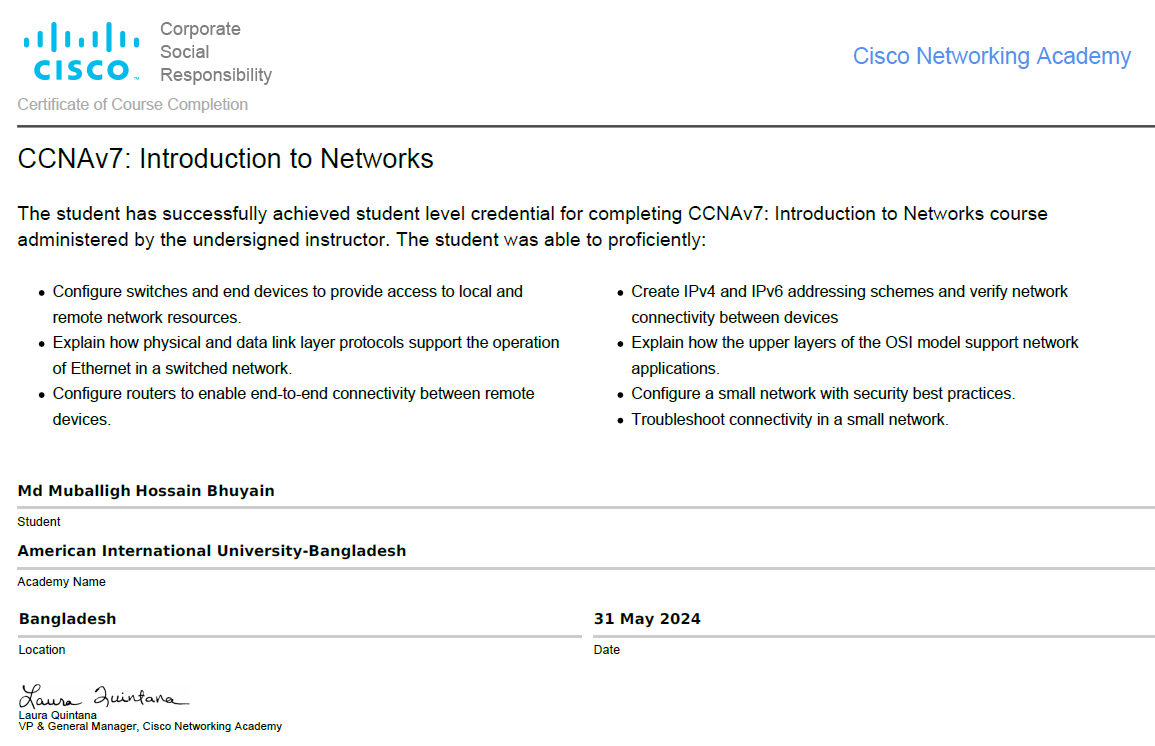 CISCO
Corporate
Social
Responsibility
Cisco Networking Academy
Certificate of Course Completion
CCNAv7: Introduction to Networks
The student has successfully achieved student level credential for completing CCNAv7: Introduction to Networks course
administered by the undersigned instructor. The student was able to proficiently:
• Configure switches and end devices to provide access to local and
remote network resources.
• Explain how physical and data link layer protocols support the operation
of Ethernet in a switched network.
• Configure routers to enable end-to-end connectivity between remote
devices.
• Create IPv4 and IPv6 addressing schemes and verify network
connectivity between devices
• Explain how the upper layers of the OSI model support network
applications.
• Configure a small network with security best practices.
• Troubleshoot connectivity in a small network.
Md Muballigh Hossain Bhuyain
Student
American International University-Bangladesh
Academy Name
Bangladesh
Location
31 May 2024
Date
Laura Quintana
Laura Quintana
VP & General Manager, Cisco Networking Academy